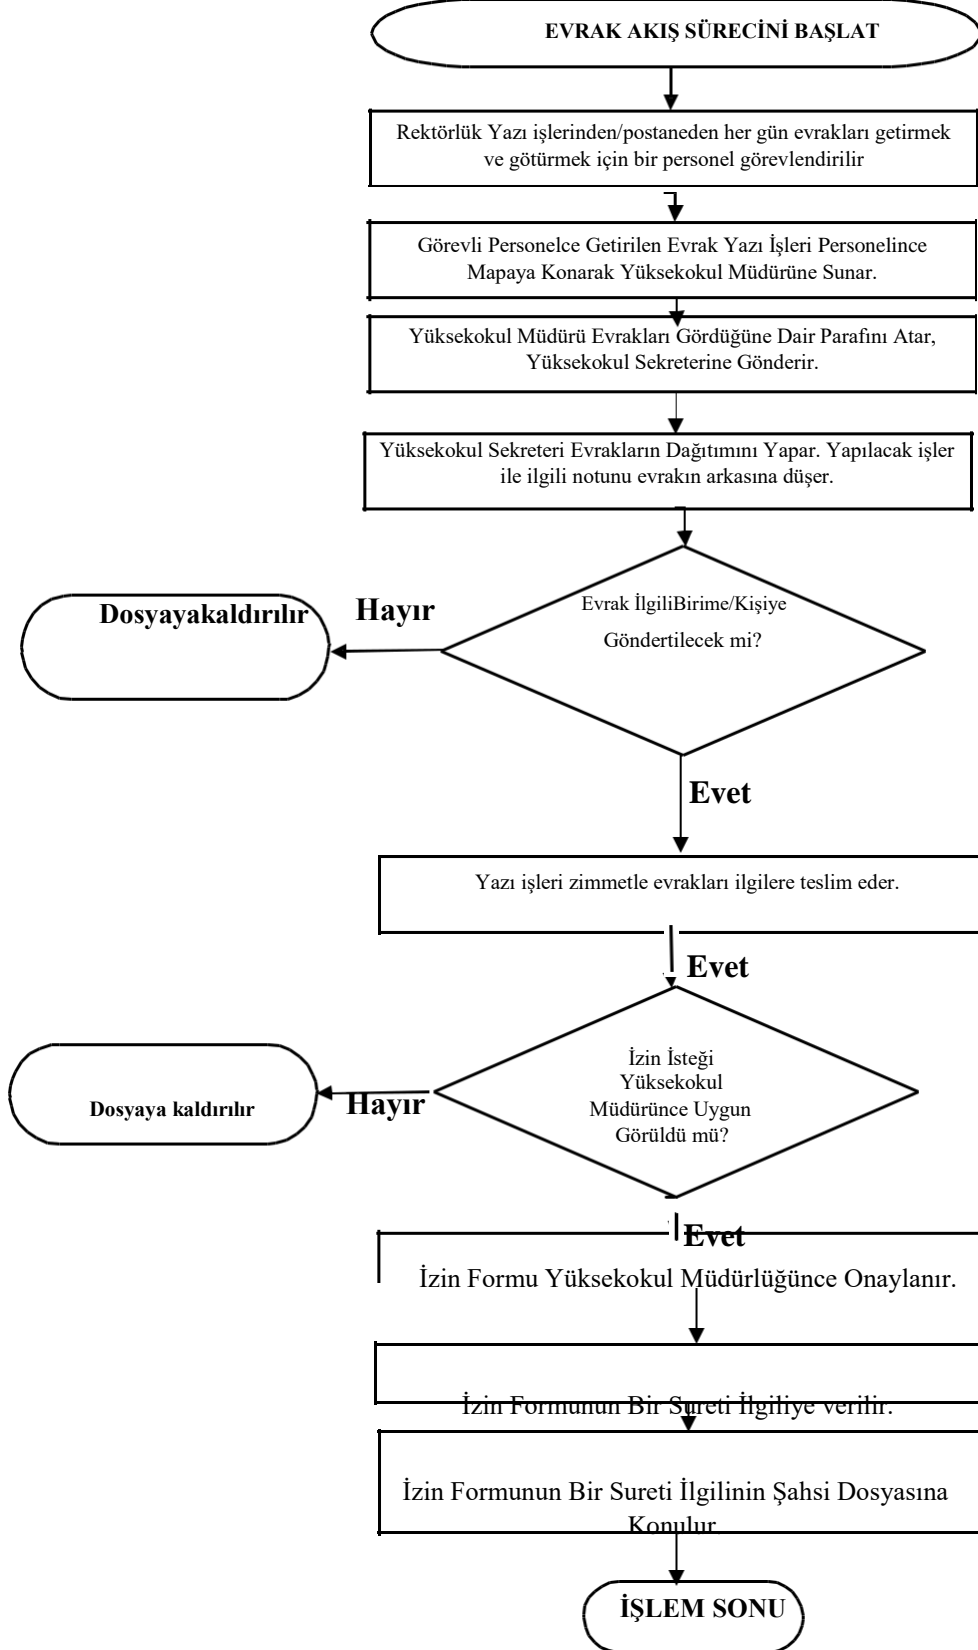 EVRAK AKIŞ SÜRECİNİ BAŞLAT
Rektörlük Yazı işlerinden/postaneden her gün evrakları getirmek
ve götürmek için bir personel görevlendirilir
Görevli Personelce Getirilen Evrak Yazı İşleri Personelince
Mapaya Konarak Yüksekokul Müdürüne Sunar.
Yüksekokul Müdürü Evrakları Gördüğüne Dair Parafını Atar,
Yüksekokul Sekreterine Gönderir.
Yüksekokul Sekreteri Evrakların Dağıtımını Yapar. Yapılacak işler
ile ilgili notunu evrakın arkasına düşer.
Evrak İlgiliBirime/Kişiye
Göndertilecek mi?
Hayır
Dosyayakaldırılır
Evet
Yazı işleri zimmetle evrakları ilgilere teslim eder.
Evet
İzin İsteği
Yüksekokul
Müdürünce Uygun
Görüldü mü?
Hayır
Dosyaya kaldırılır
Evet
İzin Formu Yüksekokul Müdürlüğünce Onaylanır.
İzin Formunun Bir Sureti İlgiliye verilir.
İzin Formunun Bir Sureti İlgilinin Şahsi Dosyasına
Konulur
İŞLEM SONU